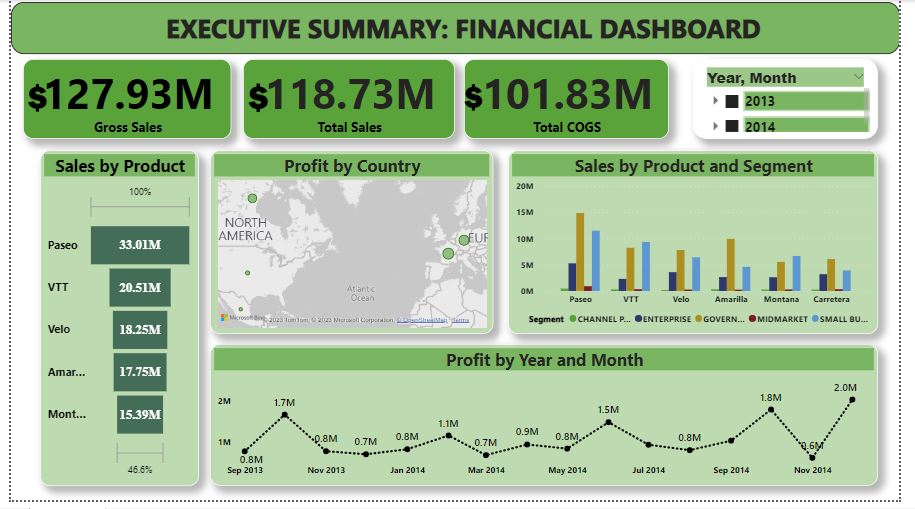 EXECUTIVE SUMMARY: FINANCIAL DASHBOARD
$127.93M
Gross Sales
$118.73M
Total Sales
$101.83M
Total COGS
Year, Month
2013
2014
Sales by Product
100%
Paseo 33.01M
VTT 20.51M
Velo 18.25M
Amar... 17.75M
Mont... 15.39M
46.6%
Profit by Country
NORTH
AMERICA
EUR
Atlantic
Ocean
Microsoft Bing
© 2023 TomTom, © 2023 Microsoft Corporation, © OpenStreetMap Terms
Sales by Product and Segment
20M
15M
10M
5M
0M
Paseo VTT Velo Amarilla Montana Carretera
Segment CHANNEL P... ENTERPRISE GOVERN... MIDMARKET SMALL BU...
Profit by Year and Month
2M
1M
0.8M 1.7M 0.8M 0.7M 0.8M 1.1M 0.7M 0.9M 0.8M 1.5M 0.8M 1.8M 0.6M 2.0M
Sep 2013 Nov 2013 Jan 2014 Mar 2014 May 2014 Jul 2014 Sep 2014 Nov 2014